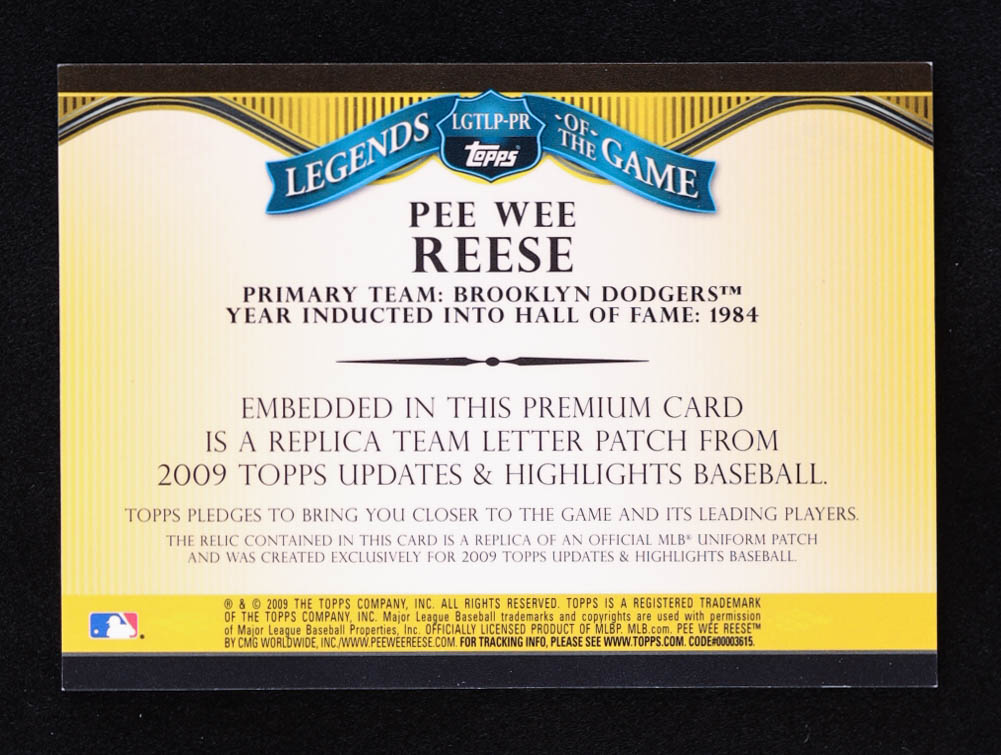 LEGENDS -OF- THE GAME
LGTLP-PR
Topps
PEE WEE
REESE
PRIMARY TEAM: BROOKLYN DODGERS™
YEAR INDUCTED INTO HALL OF FAME: 1984
EMBEDDED IN THIS PREMIUM CARD
IS A REPLICA TEAM LETTER PATCH FROM
2009 TOPPS UPDATES & HIGHLIGHTS BASEBALL.
TOPPS PLEDGES TO BRING YOU CLOSER TO THE GAME AND ITS LEADING PLAYERS.
THE RELIC CONTAINED IN THIS CARD IS A REPLICA OF AN OFFICIAL MLB® UNIFORM PATCH
AND WAS CREATED EXCLUSIVELY FOR 2009 TOPPS UPDATES & HIGHLIGHTS BASEBALL.
® & © 2009 THE TOPPS COMPANY, INC. ALL RIGHTS RESERVED. TOPPS IS A REGISTERED TRADEMARK
OF THE TOPPS COMPANY, INC. Major League Baseball trademarks and copyrights are used with permission
of Major League Baseball Properties, Inc. OFFICIALLY LICENSED PRODUCT OF MLBP. MLB.com. PEE WEE REESE™
BY CMG WORLDWIDE, INC./WWW.PEEWEEREESE.COM. FOR TRACKING INFO, PLEASE SEE WWW.TOPPS.COM. CODE#00003615.